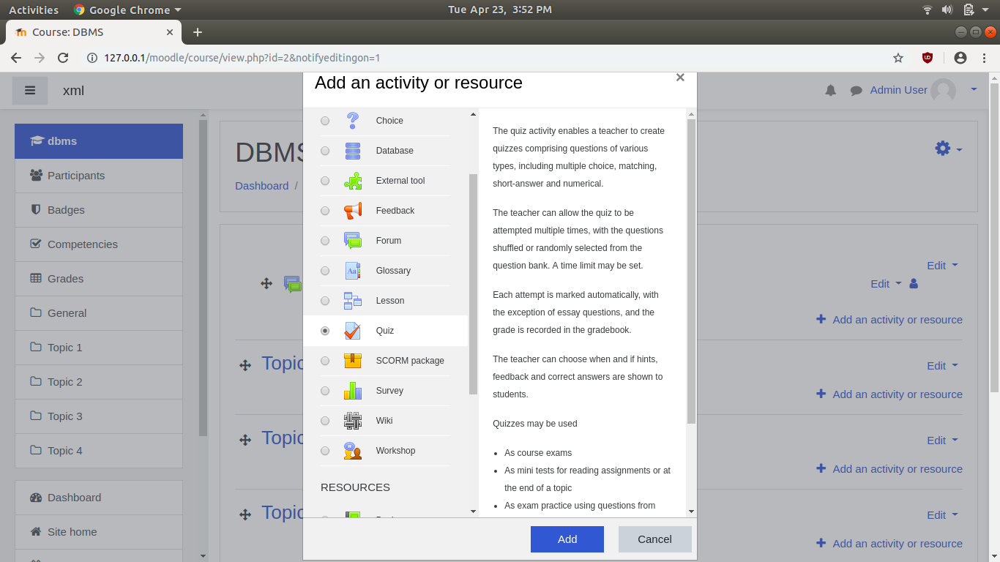 Activities
Google Chrome
Tue Apr 23, 3:52 PM
Course: DBMS
127.0.0.1/moodle/course/view.php?id=2&notifyeditingon=1
xml
Admin User
dbms
Participants
Badges
Competencies
Grades
General
Topic 1
Topic 2
Topic 3
Topic 4
Dashboard
Site home
DBMS
Dashboard /
Edit
Edit
Add an activity or resource
Topic
Edit
Add an activity or resource
Edit
Add an activity or resource
Edit
Add an activity or resource
Add an activity or resource
Choice
Database
External tool
Feedback
Forum
Glossary
Lesson
Quiz
SCORM package
Survey
Wiki
Workshop
RESOURCES
The quiz activity enables a teacher to create
quizzes comprising questions of various
types, including multiple choice, matching,
short-answer and numerical.
The teacher can allow the quiz to be
attempted multiple times, with the questions
shuffled or randomly selected from the
question bank. A time limit may be set.
Each attempt is marked automatically, with
the exception of essay questions, and the
grade is recorded in the gradebook.
The teacher can choose when and if hints,
feedback and correct answers are shown to
students.
Quizzes may be used
• As course exams
• As mini tests for reading assignments or at
the end of a topic
• As exam practice using questions from
Add
Cancel